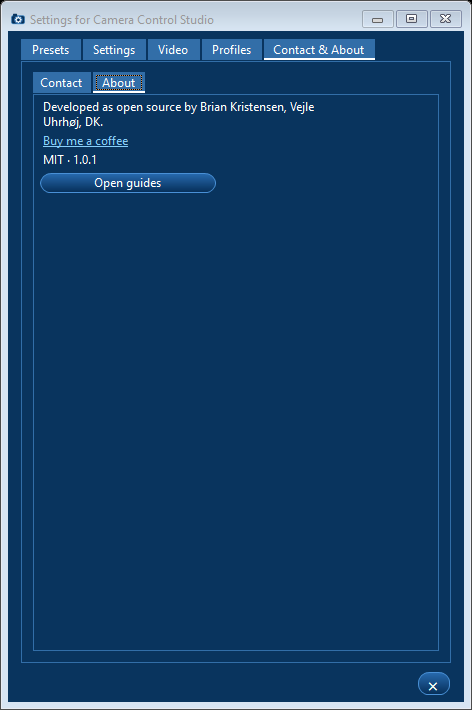 Settings for Camera Control Studio
Presets Settings Video Profiles Contact & About
Contact About
Developed as open source by Brian Kristensen, Vejle
Uhrhøj, DK.
Buy me a coffee
MIT · 1.0.1
Open guides